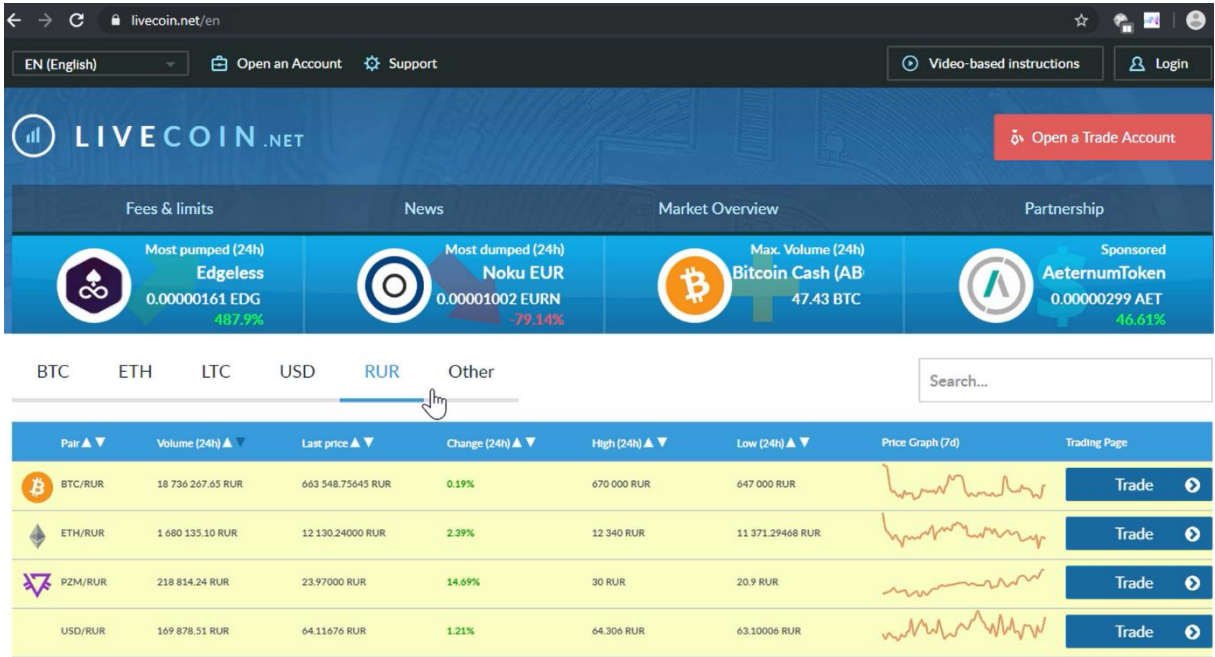 livecoin.net/en
EN (English) Open an Account Support Video-based instructions Login
LIVECOIN.NET Open a Trade Account
Fees & limits News Market Overview Partnership
Most pumped (24h) Most dumped (24h) Max. Volume (24h) Sponsored
Edgeless Noku EUR Bitcoin Cash (AB AeternumToken
0.00000161 EDG 0.00001002 EURN 47.43 BTC 0.00000299 AET
487.9% -79.14% 46.61%
BTC ETH LTC USD RUR Other Search...
Pair▲▼ Volume (24h)▲▼ Last price▲▼ Change (24h)▲▼ High (24h)▲▼ Low (24h)▲▼ Price Graph (7d) Trading Page
BTC/RUR 18 736 267.65 RUR 663 548.75645 RUR 0.19% 670 000 RUR 647 000 RUR Trade
ETH/RUR 1 680 135.10 RUR 12 130.24000 RUR 2.39% 12 340 RUR 11 371.29468 RUR Trade
PZM/RUR 218 814.24 RUR 23.97000 RUR 14.69% 30 RUR 20.9 RUR Trade
USD/RUR 169 878.51 RUR 64.11676 RUR 1.21% 64.306 RUR 63.10006 RUR Trade